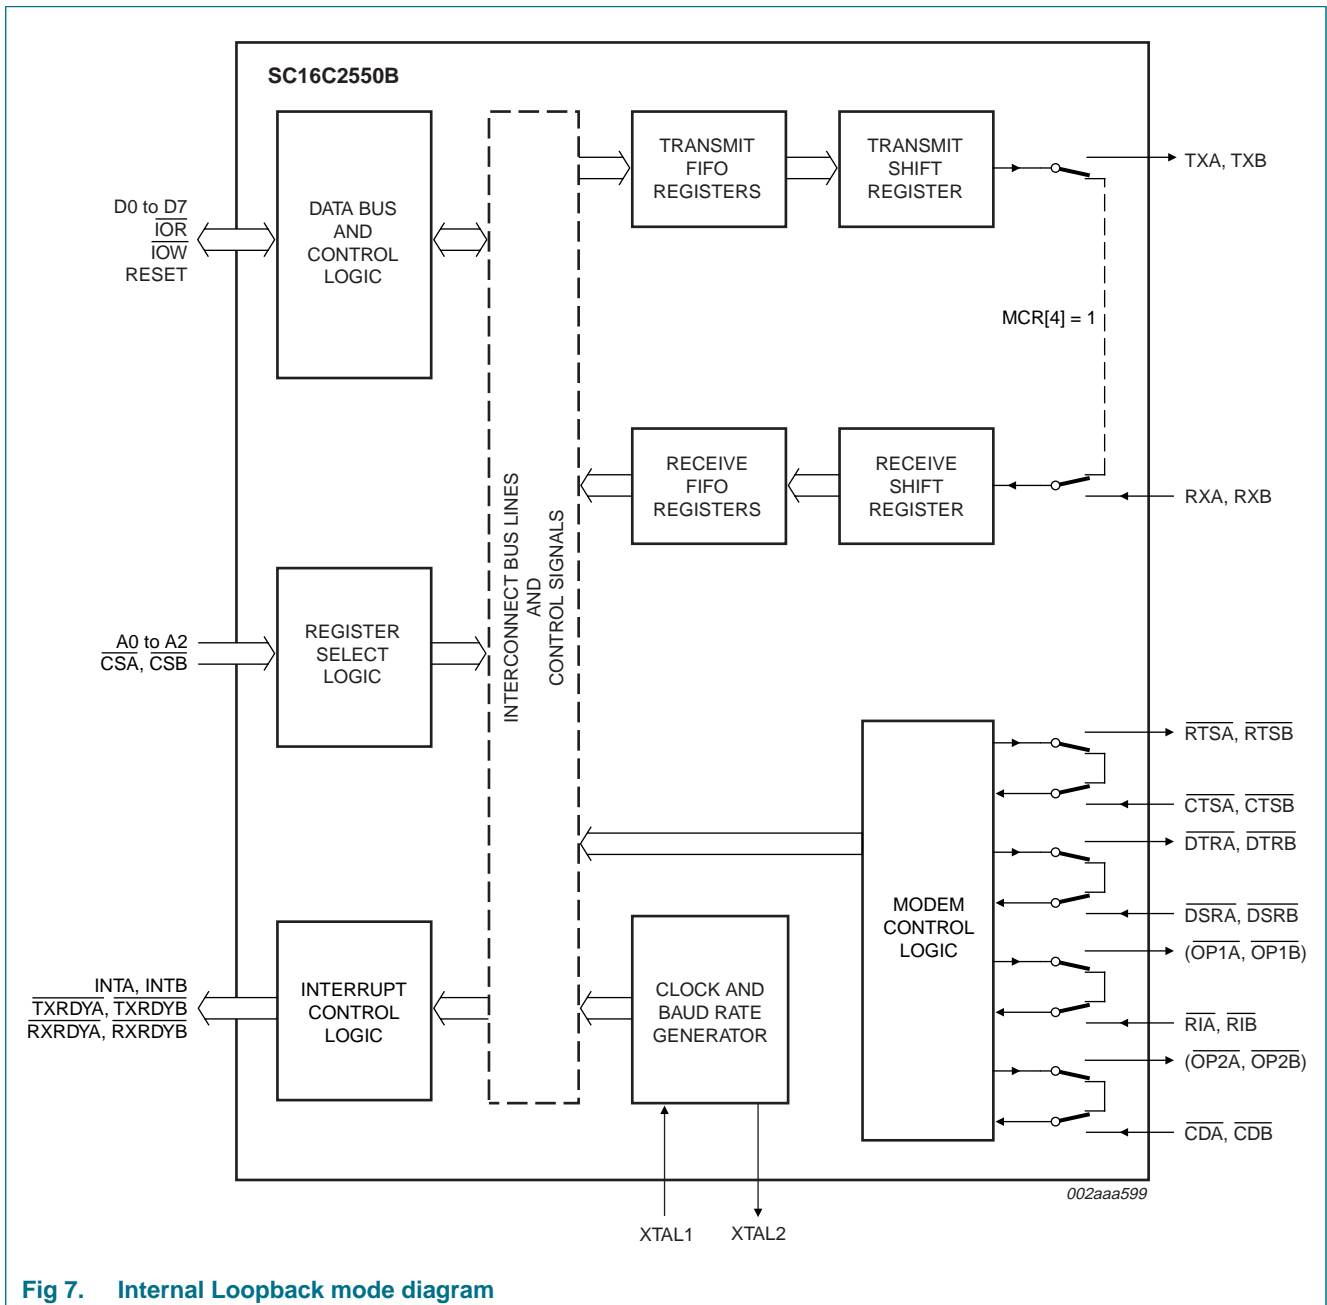 SC16C2550B
D0 to D7
IOR
IOW
RESET
DATA BUS
AND
CONTROL
LOGIC
TRANSMIT
FIFO
REGISTERS
TRANSMIT
SHIFT
REGISTER
TXA, TXB
MCR[4] = 1
RECEIVE
FIFO
REGISTERS
RECEIVE
SHIFT
REGISTER
RXA, RXB
INTERCONNECT BUS LINES
AND
CONTROL SIGNALS
A0 to A2
CSA, CSB
REGISTER
SELECT
LOGIC
MODEM
CONTROL
LOGIC
RTSA, RTSB
CTSA, CTSB
DTRA, DTRB
DSRA, DSRB
(OP1A, OP1B)
RIA, RIB
(OP2A, OP2B)
CDA, CDB
INTA, INTB
TXRDYA, TXRDYB
RXRDYA, RXRDYB
INTERRUPT
CONTROL
LOGIC
CLOCK AND
BAUD RATE
GENERATOR
XTAL1
XTAL2
002aaa599
Fig 7. Internal Loopback mode diagram